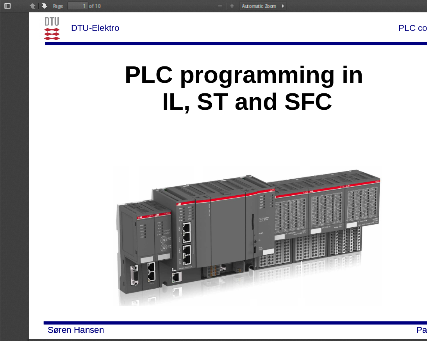 Page 1 of 18
Automatic Zoom
DTU
DTU-Elektro
PLC co
PLC programming in
IL, ST and SFC
Søren Hansen
Pa